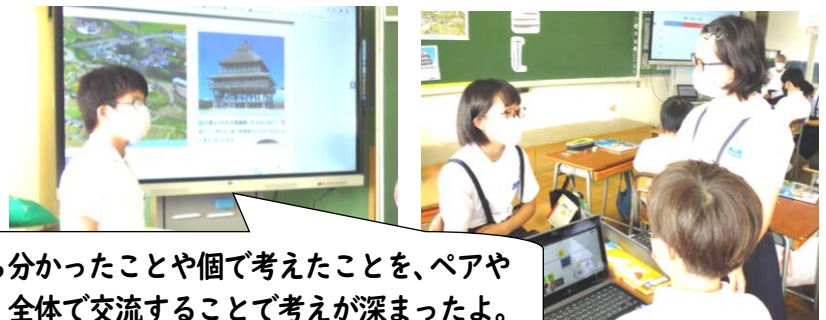 ら分かったことや個で考えたことを、ペアや
全体で交流することで考えが深まったよ。